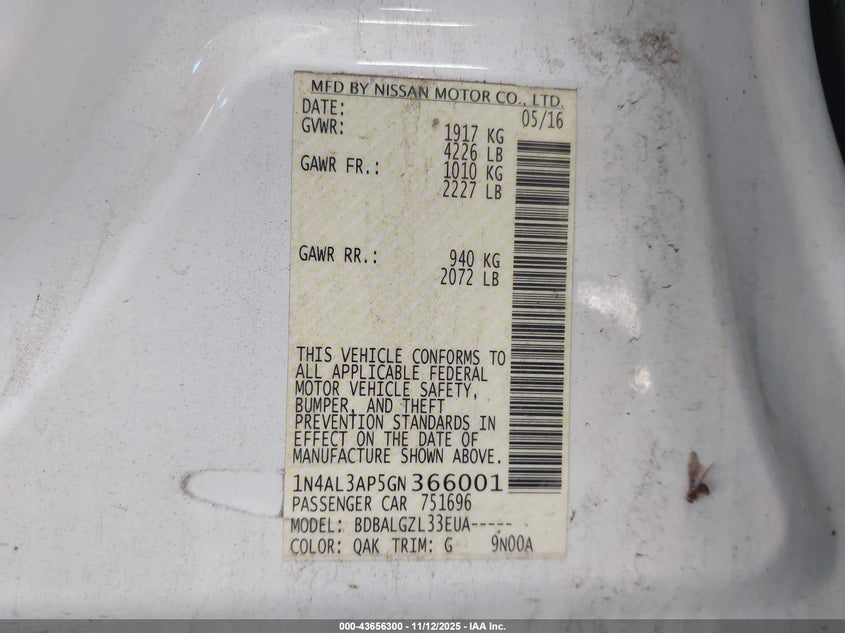 MFD BY NISSAN MOTOR CO., LTD.
DATE: 05/16
GVWR: 1917 KG
4226 LB
GAWR FR.: 1010 KG
2227 LB
GAWR RR.: 940 KG
2072 LB
THIS VEHICLE CONFORMS TO
ALL APPLICABLE FEDERAL
MOTOR VEHICLE SAFETY,
BUMPER, AND THEFT
PREVENTION STANDARDS IN
EFFECT ON THE DATE OF
MANUFACTURE SHOWN ABOVE.
1N4AL3AP5GN366001
PASSENGER CAR 751696
MODEL: BDBALGZL33EUA-----
COLOR: QAK TRIM: G 9N00A
000-43656300 - 11/12/2025 - IAA Inc.